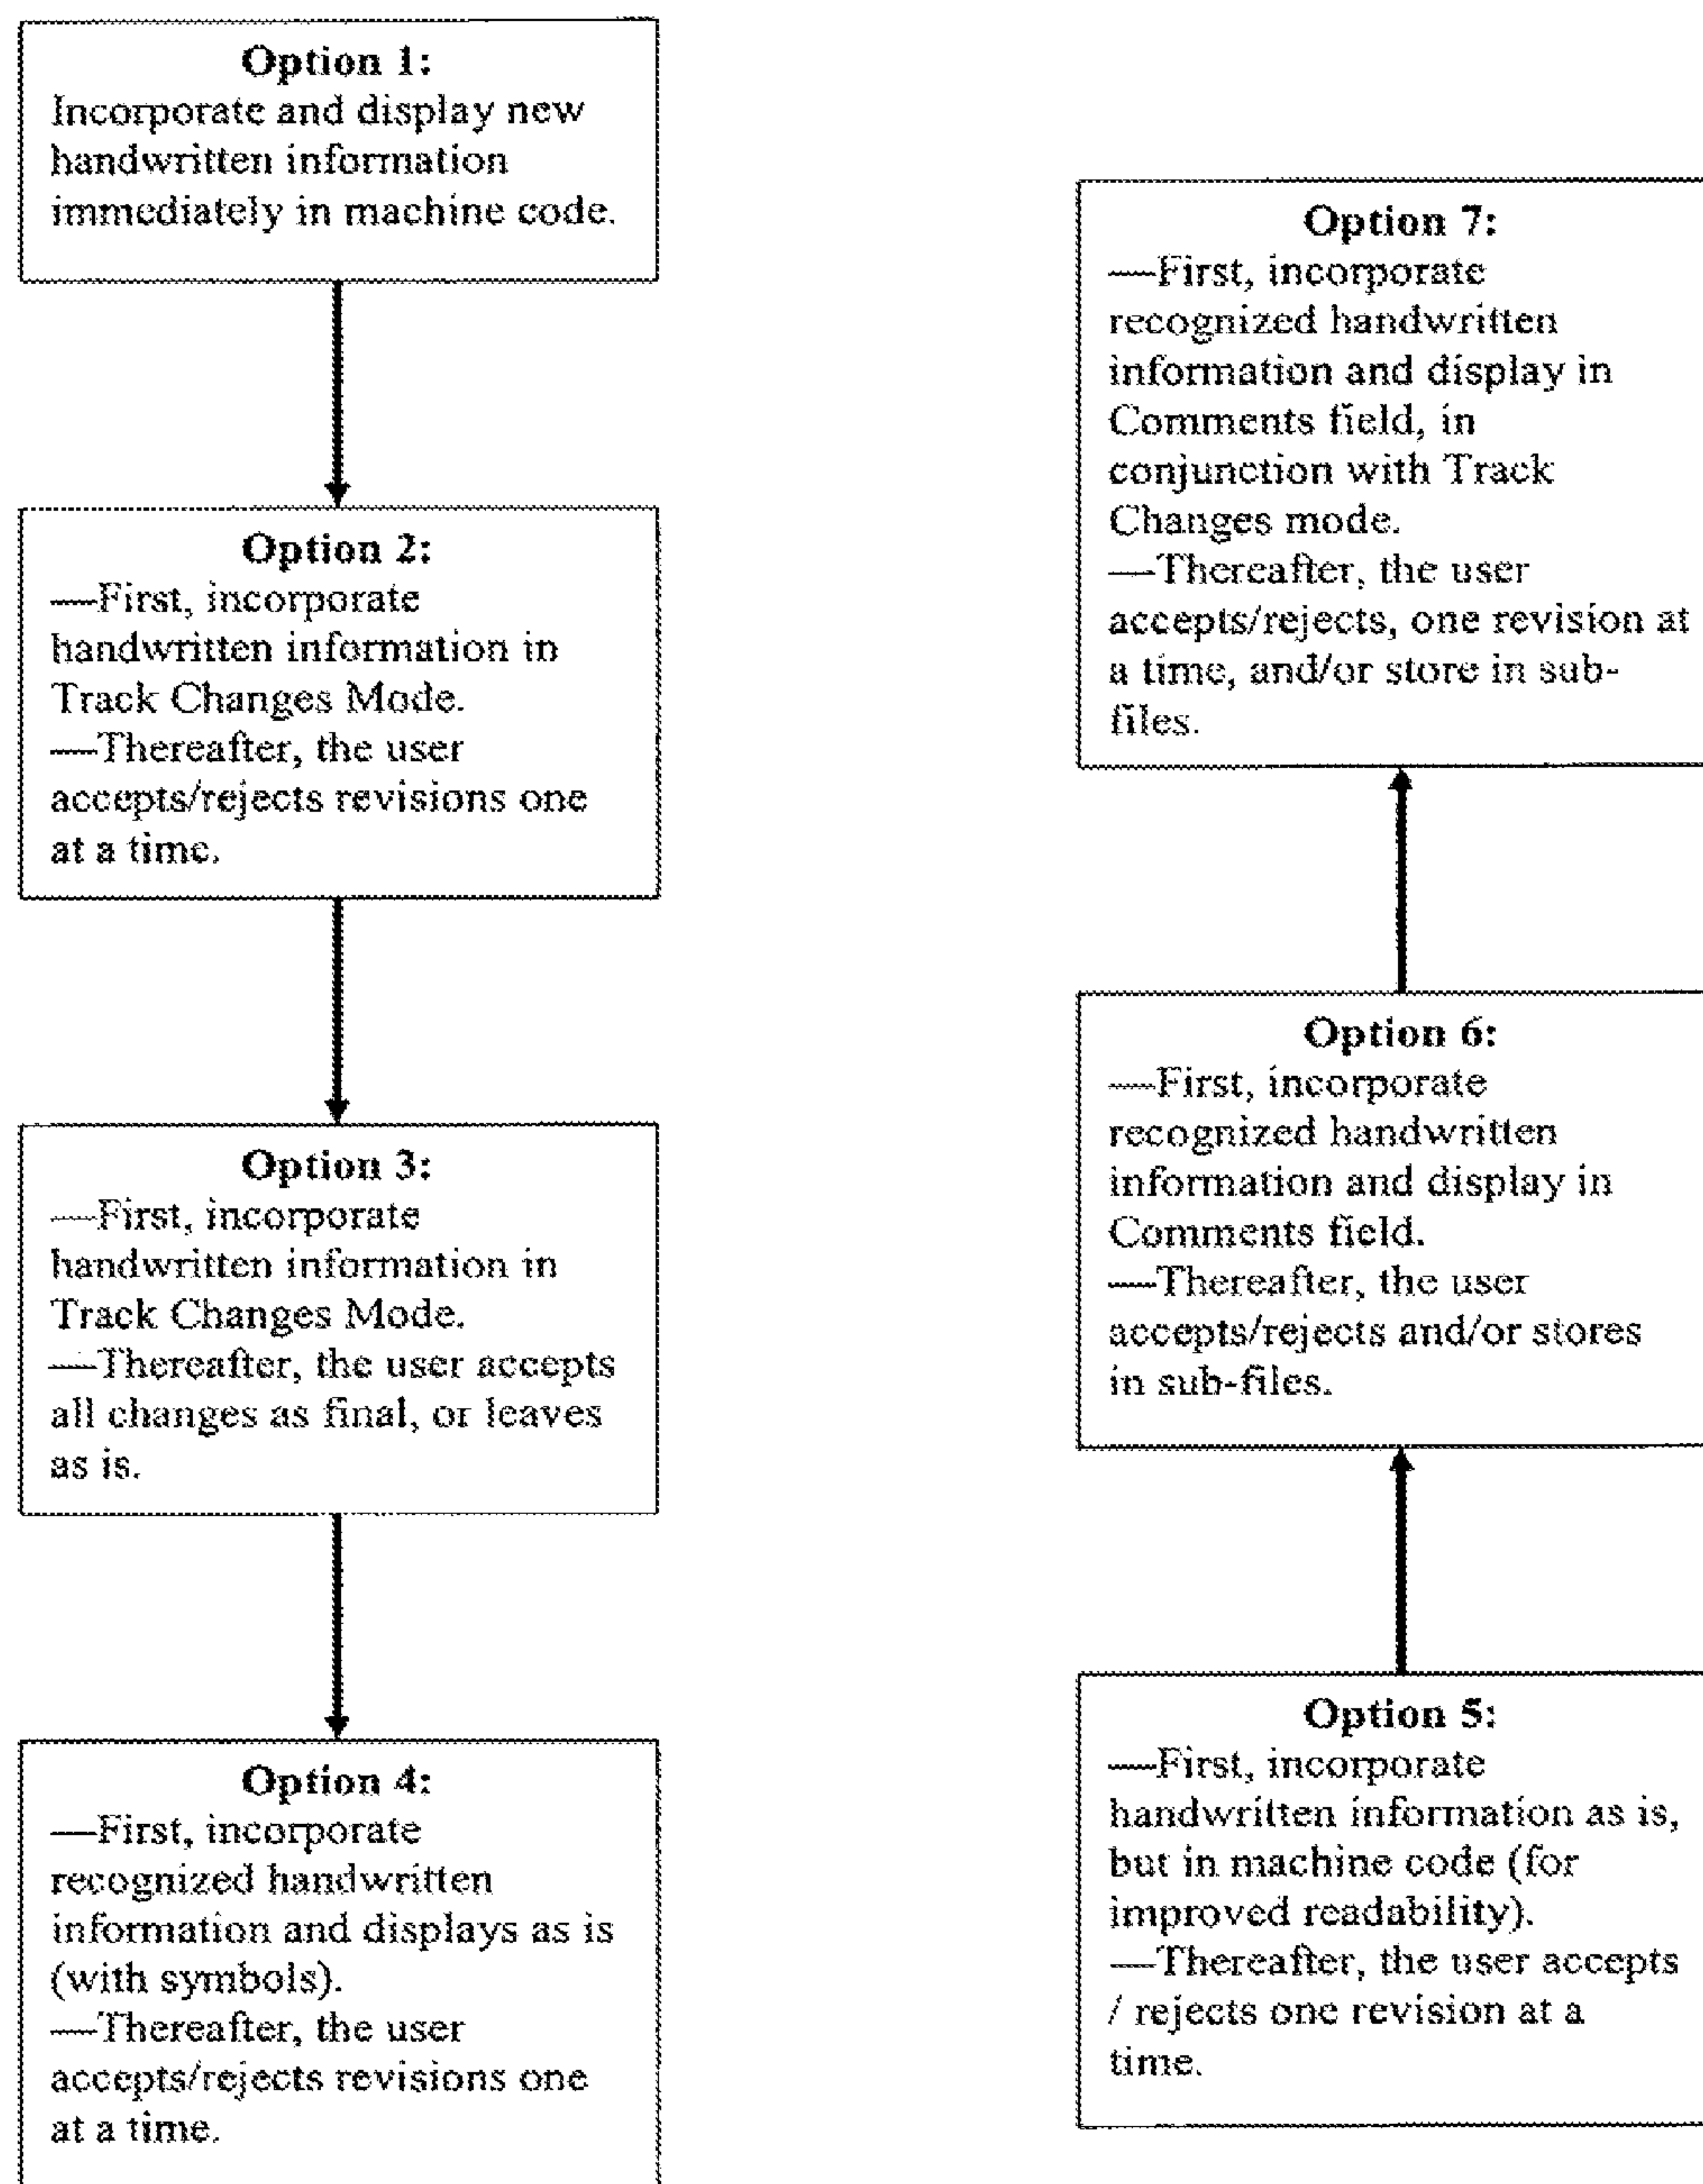 Option 1:
Incorporate and display new
handwritten information
immediately in machine code.
Option 2:
—First, incorporate
handwritten information in
Track Changes Mode.
—Thereafter, the user
accepts/rejects revisions one
at a time.
Option 3:
—First, incorporate
handwritten information in
Track Changes Mode.
—Thereafter, the user accepts
all changes as final, or leaves
as is.
Option 4:
—First, incorporate
recognized handwritten
information and displays as is
(with symbols).
—Thereafter, the user
accepts/rejects revisions one
at a time.
Option 7:
—First, incorporate
recognized handwritten
information and display in
Comments field, in
conjunction with Track
Changes mode.
—Thereafter, the user
accepts/rejects, one revision at
a time, and/or store in sub-
files.
Option 6:
—First, incorporate
recognized handwritten
information and display in
Comments field.
—Thereafter, the user
accepts/rejects and/or stores
in sub-files.
Option 5:
—First, incorporate
handwritten information as is,
but in machine code (for
improved readability).
—Thereafter, the user accepts
/ rejects one revision at a
time.